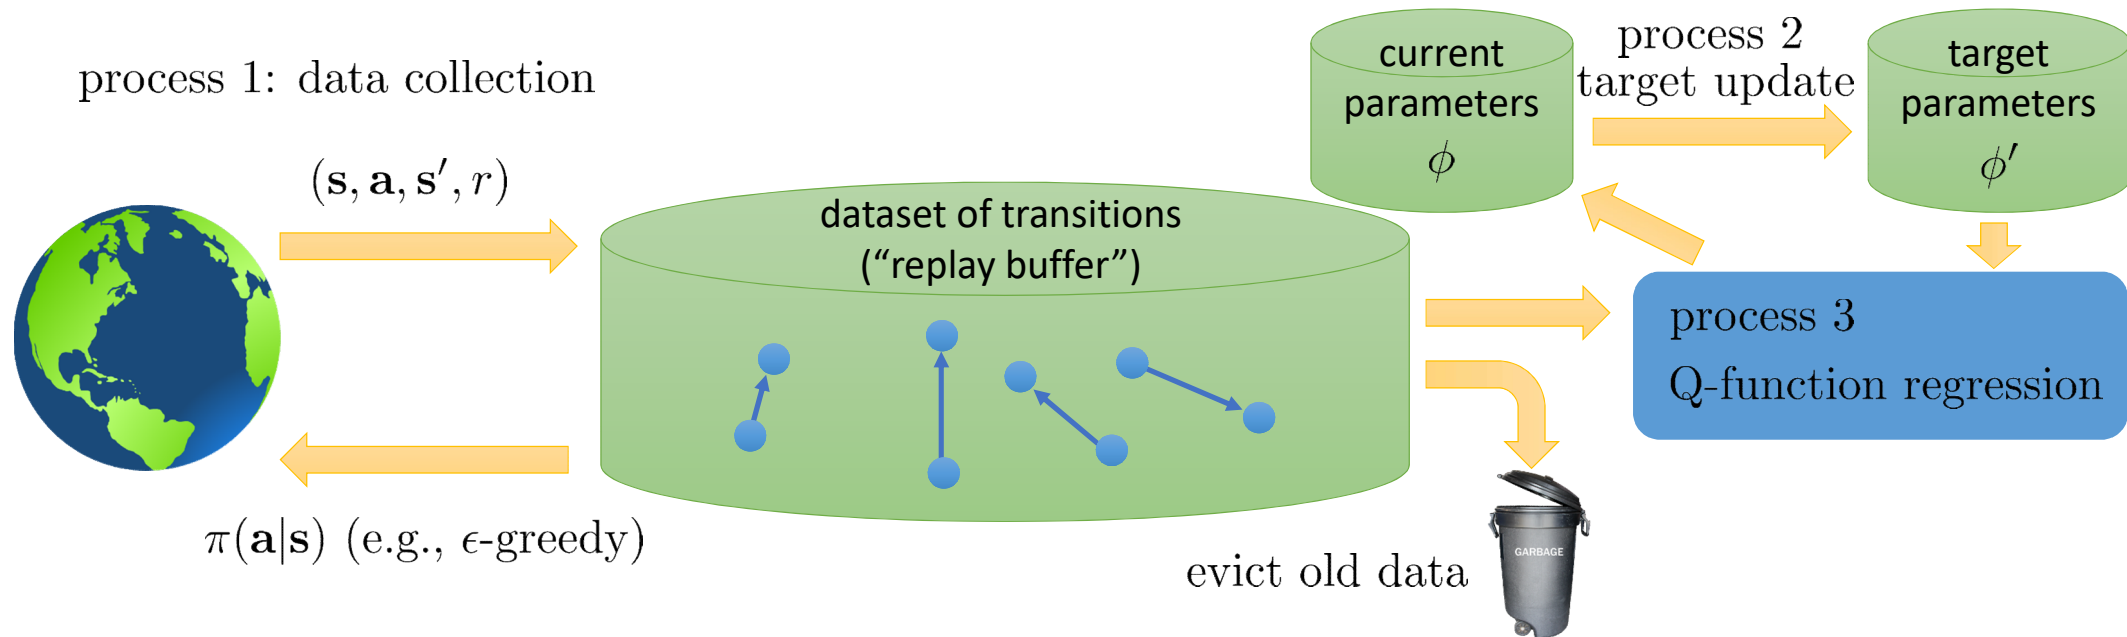 process 1: data collection
(s, a, s′, r)
π(a|s) (e.g., ϵ-greedy)
dataset of transitions
(“replay buffer”)
current
parameters
ϕ
process 2
target update
target
parameters
ϕ′
process 3
Q-function regression
evict old data
GARBAGE